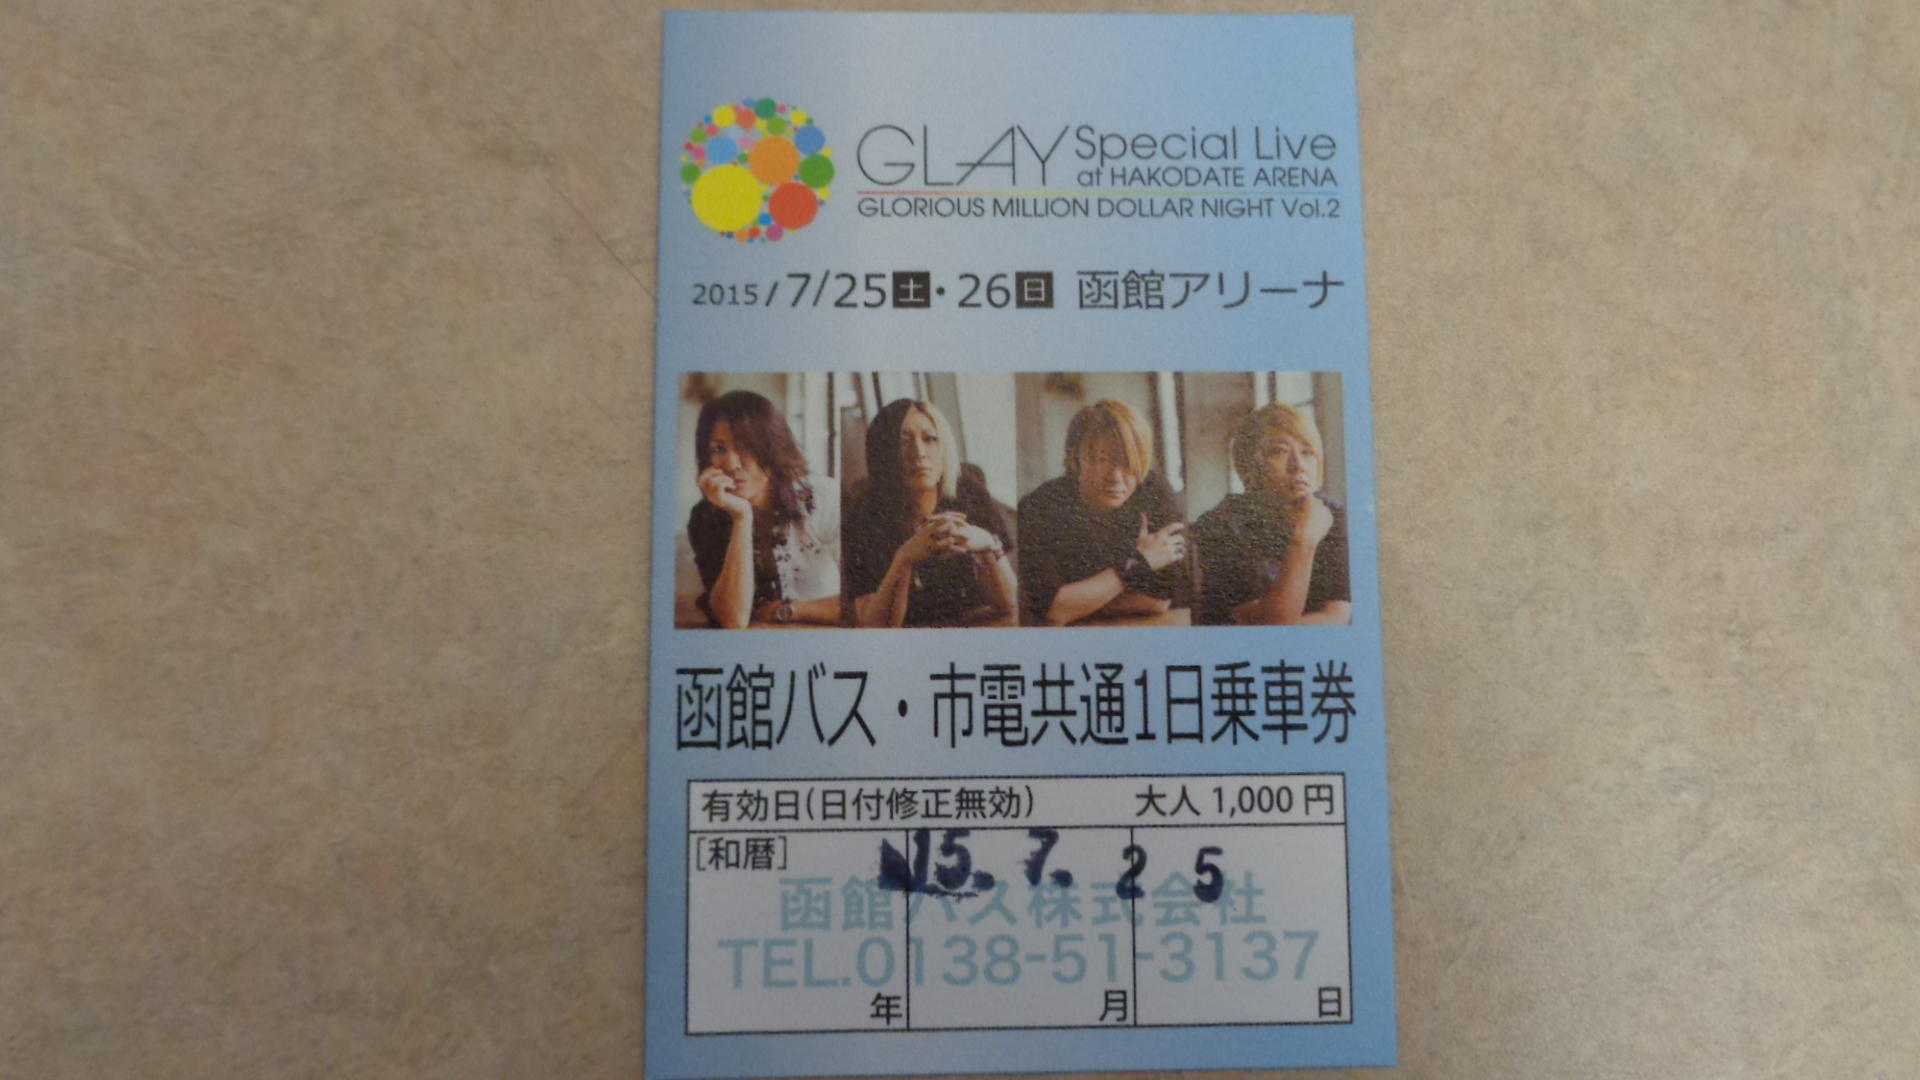 GLAY Special Live
at HAKODATE ARENA
GLORIOUS MILLION DOLLAR NIGHT Vol.2
2015/7/25土・26日 函館アリーナ
函館バス・市電共通1日乗車券
有効日(日付修正無効) 大人 1,000 円
[和暦] 15. 7. 2 5
函館バス株式会社
TEL.0138-51-3137
年 月 日